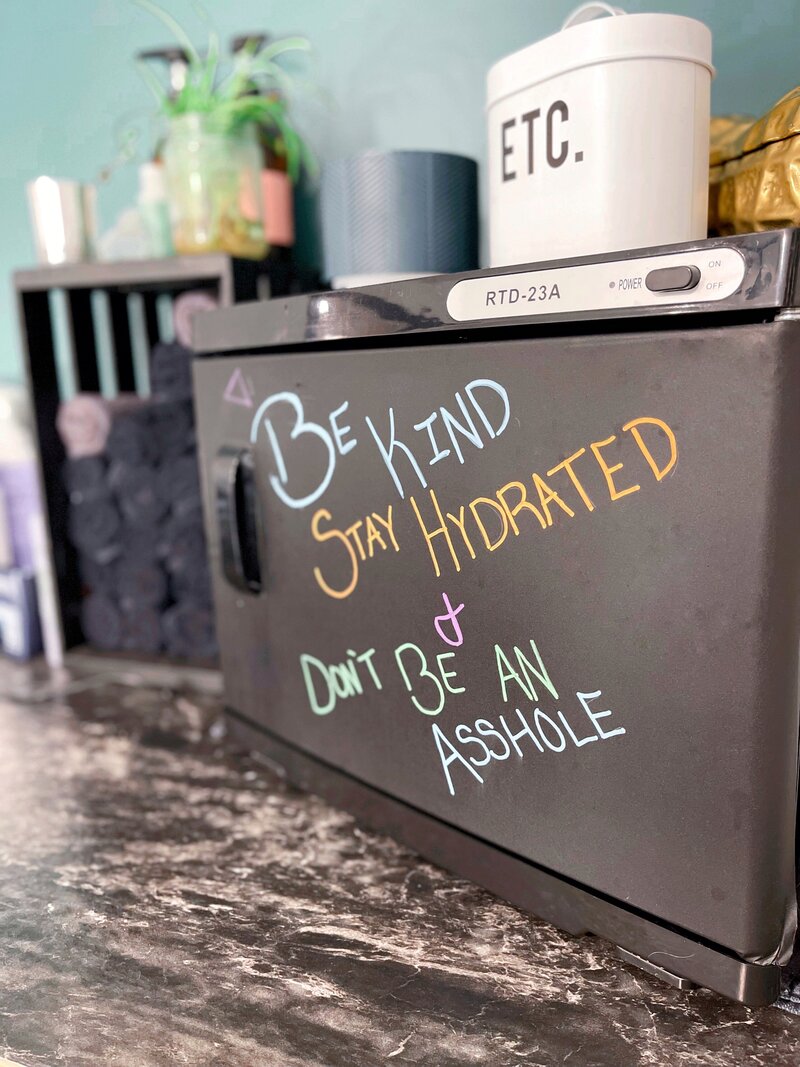 ETC.
RTD-23A POWER ON OFF
BE KIND
STAY HYDRATED
&
DON'T BE AN
ASSHOLE